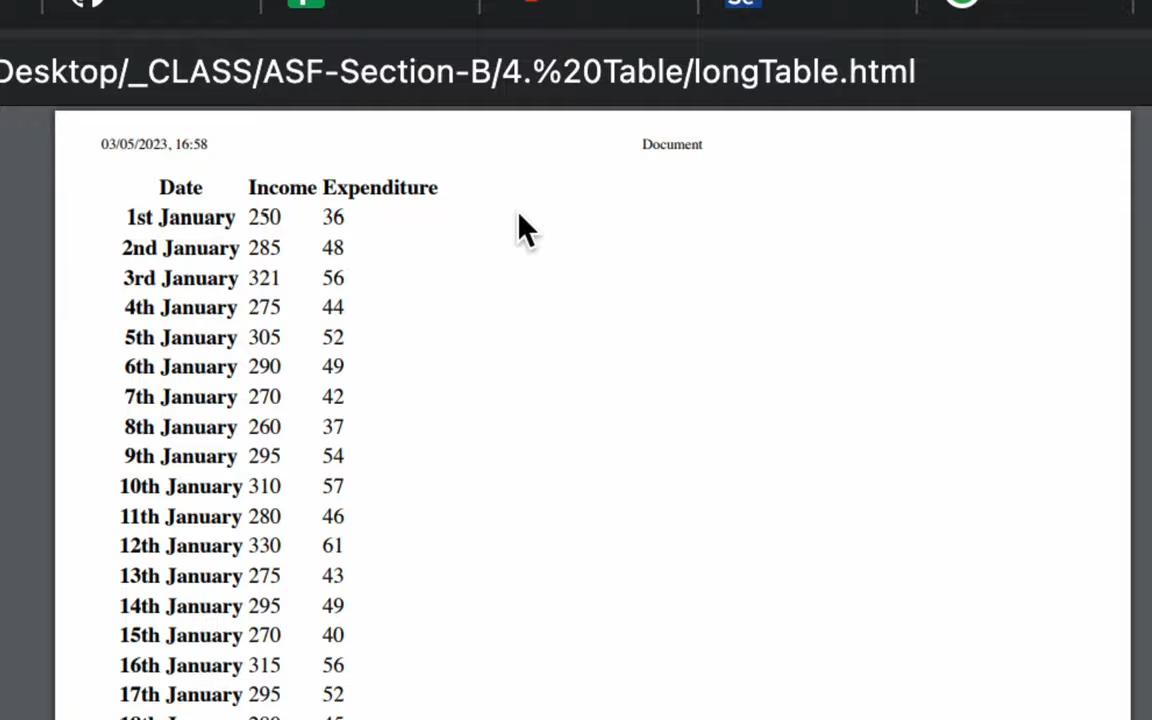 Desktop/_CLASS/ASF-Section-B/4.%20Table/longTable.html
03/05/2023, 16:58 Document
Date Income Expenditure
1st January 250 36
2nd January 285 48
3rd January 321 56
4th January 275 44
5th January 305 52
6th January 290 49
7th January 270 42
8th January 260 37
9th January 295 54
10th January 310 57
11th January 280 46
12th January 330 61
13th January 275 43
14th January 295 49
15th January 270 40
16th January 315 56
17th January 295 52